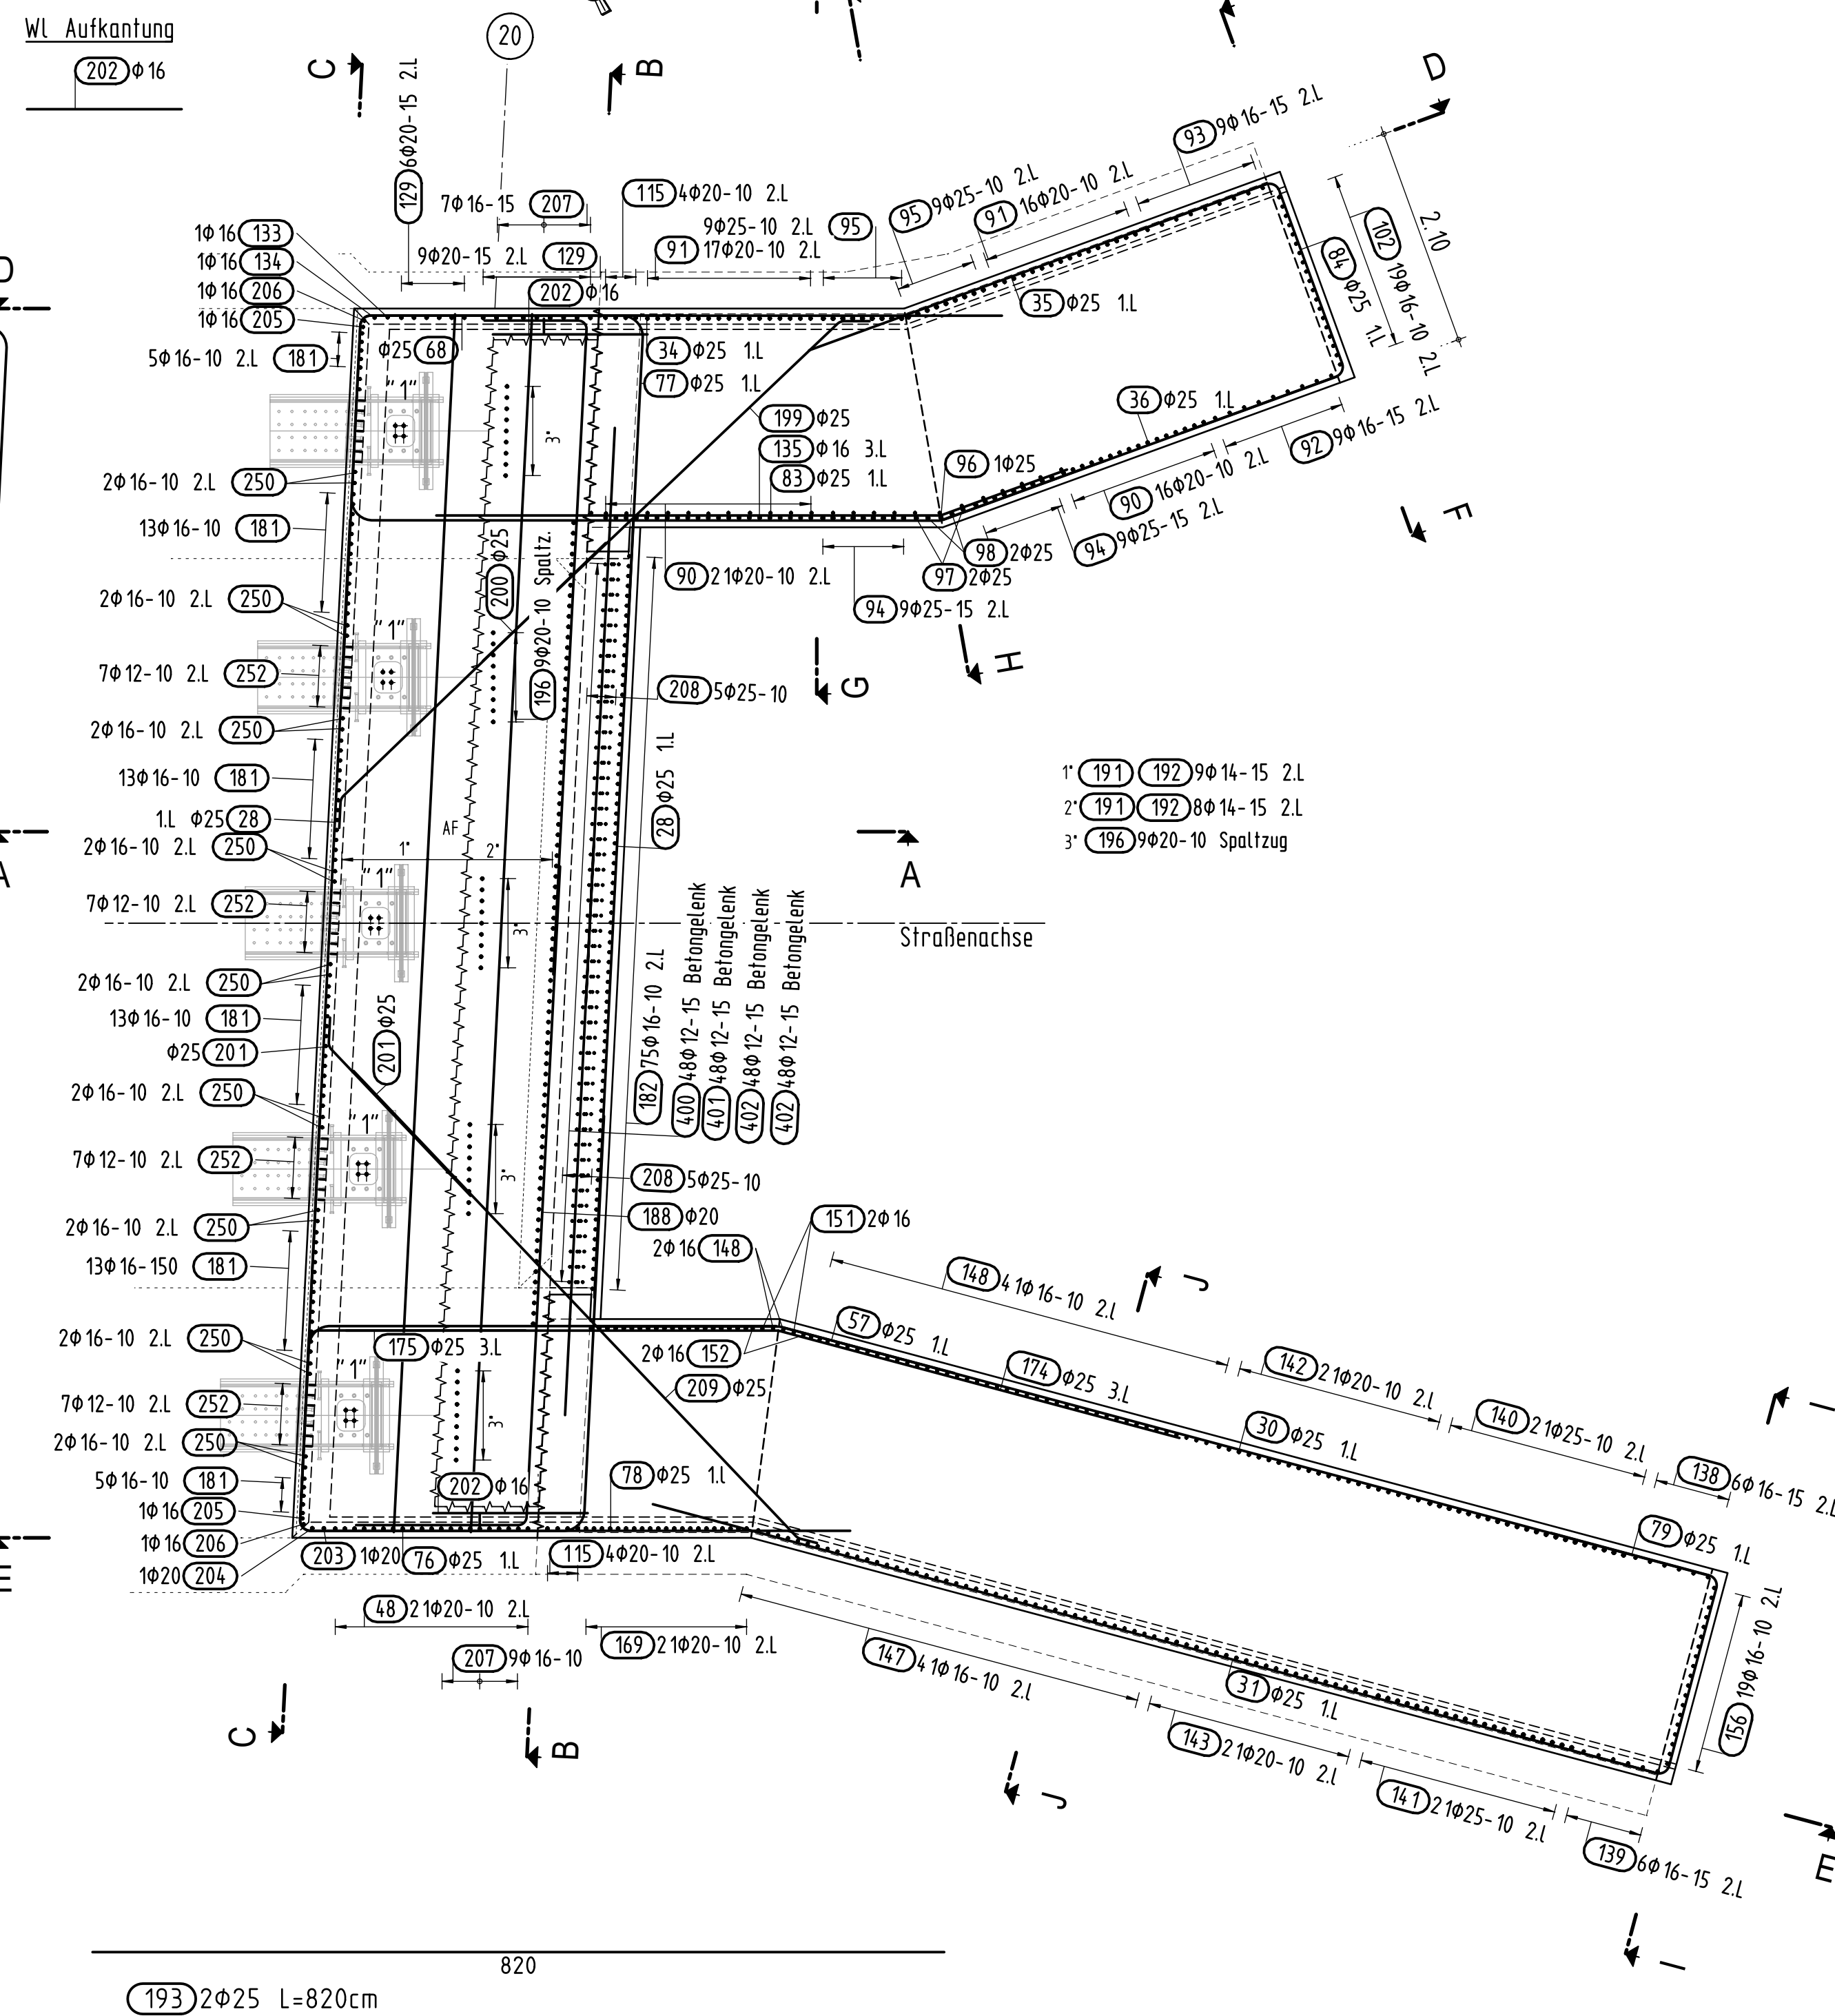 Wl Aufkantung
202 Φ16
20
C
B
D
129 6Φ20-15 2.L
7Φ16-15 207
115 4Φ20-10 2.L
9Φ25-10 2.L 95
95 9Φ25-10 2.L
91 16Φ20-10 2.L
93 9Φ16-15 2.L
9Φ20-15 2.L 129
91 17Φ20-10 2.L
202 Φ16
35 Φ25 1.L
84 Φ25 1.L
102 19Φ16-10 2.L
2.10
D
1Φ16 133
1Φ16 134
1Φ16 206
1Φ16 205
5Φ16-10 2.L 181
Φ25 68
34 Φ25 1.L
77 Φ25 1.L
199 Φ25
135 Φ16 3.L
83 Φ25 1.L
36 Φ25 1.L
92 9Φ16-15 2.L
96 1Φ25
90 16Φ20-10 2.L
94 9Φ25-15 2.L
98 2Φ25
97 2Φ25
90 21Φ20-10 2.L
94 9Φ25-15 2.L
F
G
H
"1"
3*
2Φ16-10 2.L 250
13Φ16-10 181
200 Φ25
196 9Φ20-10 Spaltz.
2Φ16-10 2.L 250
"1"
7Φ12-10 2.L 252
3*
208 5Φ25-10
2Φ16-10 2.L 250
13Φ16-10 181
28 Φ25 1.L
1* 191 192 9Φ14-15 2.L
2* 191 192 8Φ14-15 2.L
3* 196 9Φ20-10 Spaltzug
1.L Φ25 28
AF
1*
2*
2Φ16-10 2.L 250
A
A
"1"
7Φ12-10 2.L 252
3*
Straßenachse
2Φ16-10 2.L 250
13Φ16-10 181
Φ25 201
201 Φ25
182 75Φ16-10 2.L
400 48Φ12-15 Betongelenk
401 48Φ12-15 Betongelenk
402 48Φ12-15 Betongelenk
402 48Φ12-15 Betongelenk
2Φ16-10 2.L 250
"1"
7Φ12-10 2.L 252
3*
208 5Φ25-10
188 Φ20
2Φ16-10 2.L 250
13Φ16-150 181
151 2Φ16
2Φ16 148
148 41Φ16-10 2.L
J
2Φ16-10 2.L 250
175 Φ25 3.L
2Φ16 152
57 Φ25 1.L
174 Φ25 3.L
142 21Φ20-10 2.L
140 21Φ25-10 2.L
138 6Φ16-15 2.L
I
209 Φ25
30 Φ25 1.L
79 Φ25 1.L
"1"
7Φ12-10 2.L 252
3*
2Φ16-10 2.L 250
5Φ16-10 181
202 Φ16
78 Φ25 1.L
1Φ16 205
1Φ16 206
1Φ20 204
203 1Φ20
76 Φ25 1.L
115 4Φ20-10 2.L
E
48 21Φ20-10 2.L
169 21Φ20-10 2.L
207 9Φ16-10
147 41Φ16-10 2.L
31 Φ25 1.L
156 19Φ16-10 2.L
143 21Φ20-10 2.L
141 21Φ25-10 2.L
139 6Φ16-15 2.L
C
B
J
E
I
820
193 2Φ25 L=820cm